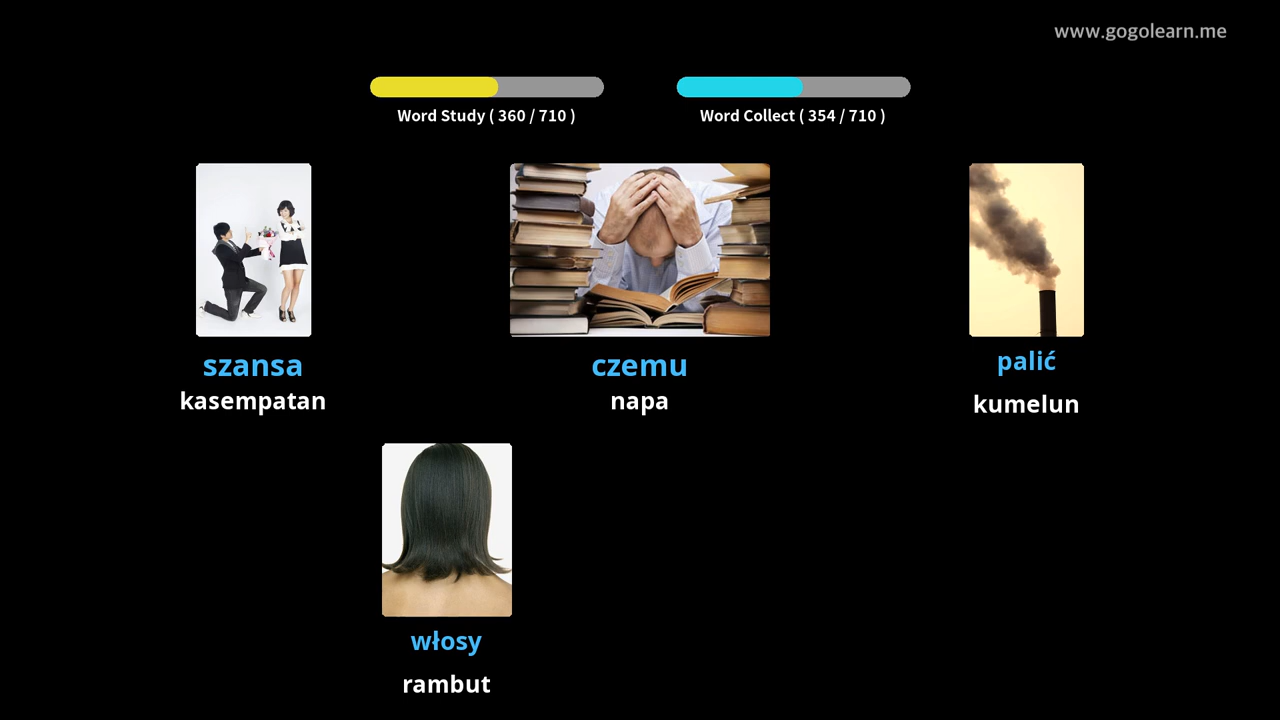 www.gogolearn.me
Word Study ( 360 / 710 )
Word Collect ( 354 / 710 )
szansa
kasempatan
czemu
napa
palić
kumelun
włosy
rambut